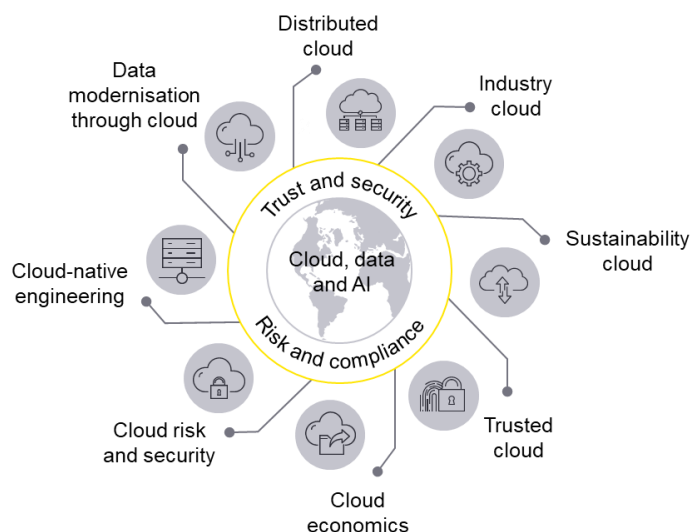 Distributed
cloud
Industry
cloud
Sustainability
cloud
Trusted
cloud
Cloud
economics
Cloud risk
and security
Cloud-native
engineering
Data
modernisation
through cloud
Trust and security
Cloud, data
and AI
Risk and compliance